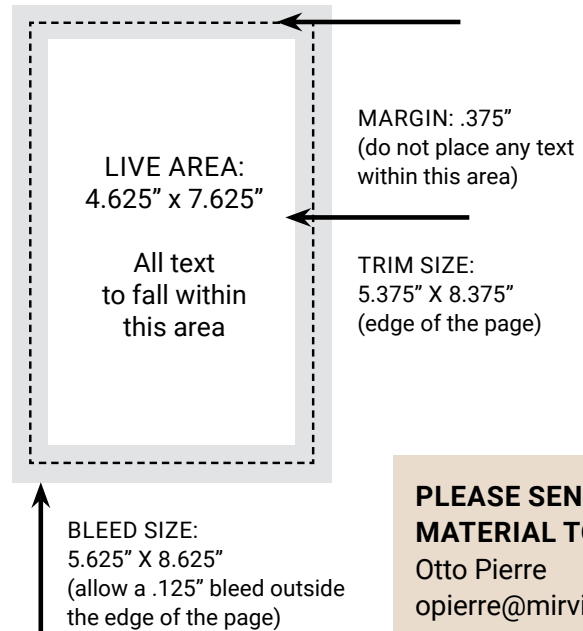 MARGIN: .375”
(do not place any text
within this area)
LIVE AREA:
4.625” x 7.625”
All text
to fall within
this area
TRIM SIZE:
5.375” X 8.375”
(edge of the page)
BLEED SIZE:
5.625” X 8.625”
(allow a .125” bleed outside
the edge of the page)
PLEASE
MATERIAL
Otto Pierre